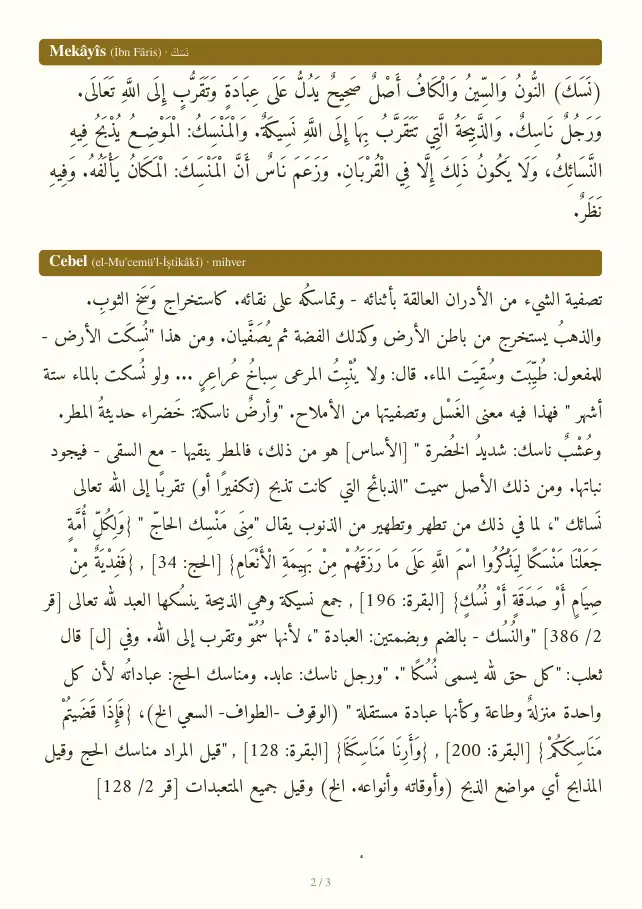 Mekâyîs (İbn Fâris) · نَسَكَ
(نَسَكَ) النُّونُ وَالسِّينُ وَالْكَافُ أَصْلٌ صَحِيحٌ يَدُلُّ عَلَى عِبَادَةٍ وَتَقَرُّبٍ إِلَى اللَّهِ تَعَالَى.
وَرَجُلٌ نَاسِكٌ. وَالذَّبِيحَةُ الَّتِي تَتَقَرَّبُ بِهَا إِلَى اللَّهِ نَسِيكَةٌ. وَالْمَنْسِكُ: الْمَوْضِعُ يُذْبَحُ فِيهِ
النَّسَائِكُ، وَلَا يَكُونُ ذَلِكَ إِلَّا فِي الْقُرْبَانِ. وَزَعَمَ نَاسٌ أَنَّ الْمَنْسِكَ: الْمَكَانُ يَأْلَفُهُ. وَفِيهِ
نَظَرٌ.
Cebel (el-Mu'cemü'l-İştikâkî) · mihver
تصفية الشيء من الأدران العالقة بأثنائه - وتماسكُه على نقائه. كاستخراج وَسَخ الثوبِ.
والذهبُ يستخرج من باطن الأرض وكذلك الفضة ثم يُصَفَّيان. ومن هذا "نُسِكَت الأرض -
للمفعول: طُيِّبَت وسُقِيَت الماء. قال: ولا يُنْبِتُ المرعى سِباخُ عُراعِرٍ ... ولو نُسكت بالماء ستة
أشهر " فهذا فيه معنى الغَسْل وتصفيتها من الأملاح. "وأرضٌ ناسكة: خَضراء حديثةُ المطر.
وعُشْبٌ ناسك: شديدُ الخُضرة " [الأساس] هو من ذلك، فالمطر ينقيها - مع السقى - فيجود
نباتها. ومن ذلك الأصل سميت "الذبائح التي كانت تذبح (تكفيرًا أو) تقربًا إلى الله تعالى
نَسائك "، لما في ذلك من تطهر وتطهير من الذنوب يقال "مِنَى مَنْسِك الحاجّ " {وَلِكُلِّ أُمَّةٍ
جَعَلْنَا مَنْسَكًا لِيَذْكُرُوا اسْمَ اللَّهِ عَلَى مَا رَزَقَهُمْ مِنْ بَهِيمَةِ الْأَنْعَامِ} [الحج: 34] , {فَفِدْيَةٌ مِنْ
صِيَامٍ أَوْ صَدَقَةٍ أَوْ نُسُكٍ} [البقرة: 196] , جمع نسيكة وهي الذبيحة ينسُكها العبد لله تعالى [قر
2/ 386] "والنُسُك - بالضم وبضمتين: العبادة "، لأنها سُمُوّ وتقرب إلى الله. وفي [ل] قال
ثعلب: "كل حق لله يسمى نُسُكًا ". "ورجل ناسك: عابد. ومناسك الحج: عباداتُه لأن كل
واحدة منزلةٌ وطاعة وكأنها عبادة مستقلة " (الوقوف -الطواف- السعي الخ)، {فَإِذَا قَضَيْتُمْ
مَنَاسِكَكُمْ} [البقرة: 200] , {وَأَرِنَا مَنَاسِكَنَا} [البقرة: 128] , "قيل المراد مناسك الحج وقيل
المذابح أي مواضع الذبح (وأوقاته وأنواعه. الخ) وقيل جميع المتعبدات [قر 2/ 128]
2 / 3